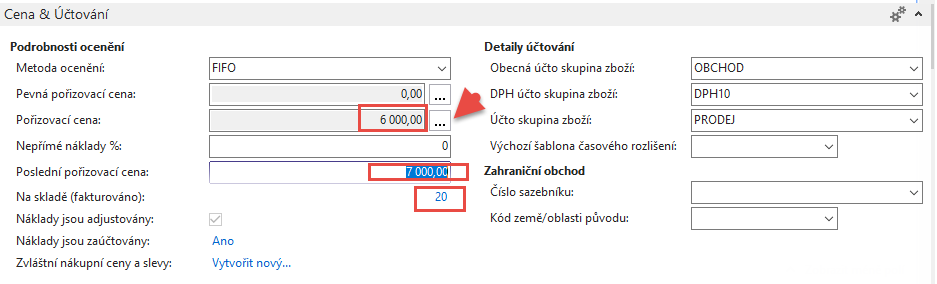 Cena & Účtování
Podrobnosti ocenění
Metoda ocenění: FIFO
Pevná pořizovací cena: 0,00 ...
Pořizovací cena: 6 000,00 ...
Nepřímé náklady %: 0
Poslední pořizovací cena: 7 000,00
Na skladě (fakturováno): 20
Náklady jsou adjustovány:
Náklady jsou zaúčtovány: Ano
Zvláštní nákupní ceny a slevy: Vytvořit nový...
Detaily účtování
Obecná účto skupina zboží: OBCHOD
DPH účto skupina zboží: DPH10
Účto skupina zboží: PRODEJ
Výchozí šablona časového rozlišení:
Zahraniční obchod
Číslo sazebníku:
Kód země/oblasti původu: